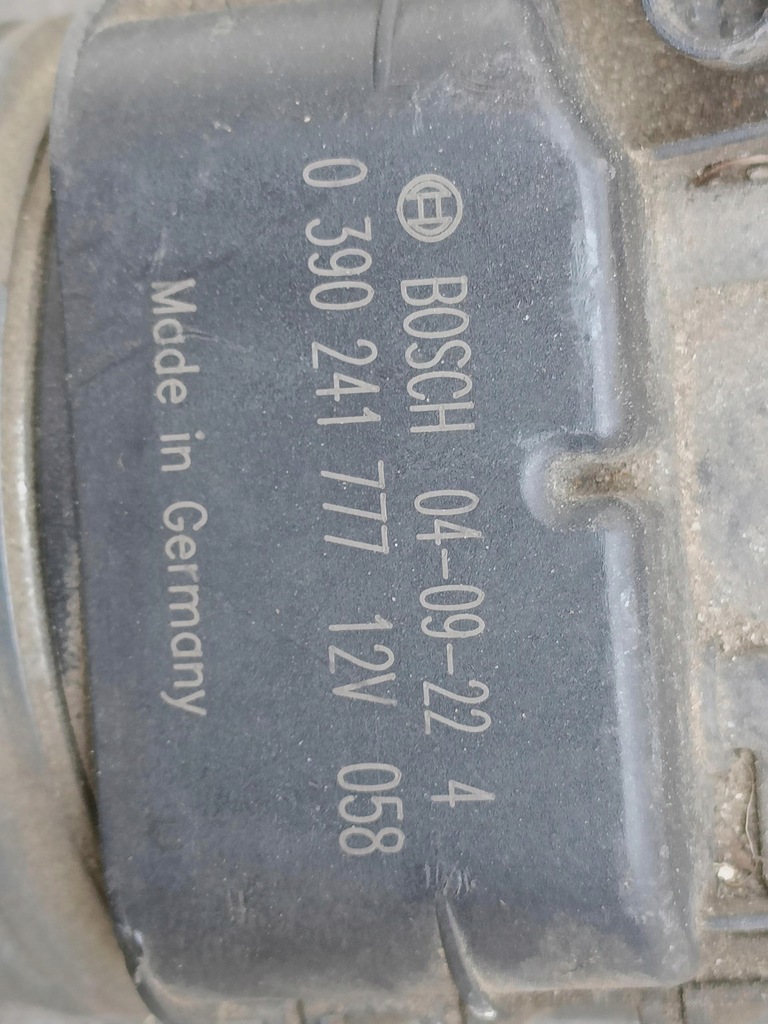 BOSCH 04-09-22 4
0 390 241 777 12V 058
Made in Germany